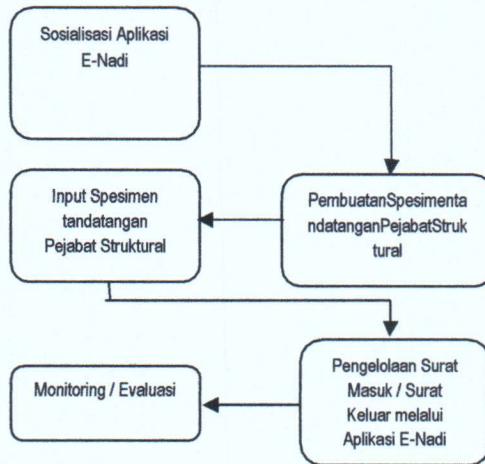 Sosialisasi Aplikasi
E-Nadi
Input Spesimen
tandatangan
Pejabat Struktural
PembuatanSpesimenta
ndatanganPejabatStruk
tural
Pengelolaan Surat
Masuk / Surat
Keluar melalui
Aplikasi E-Nadi
Monitoring / Evaluasi